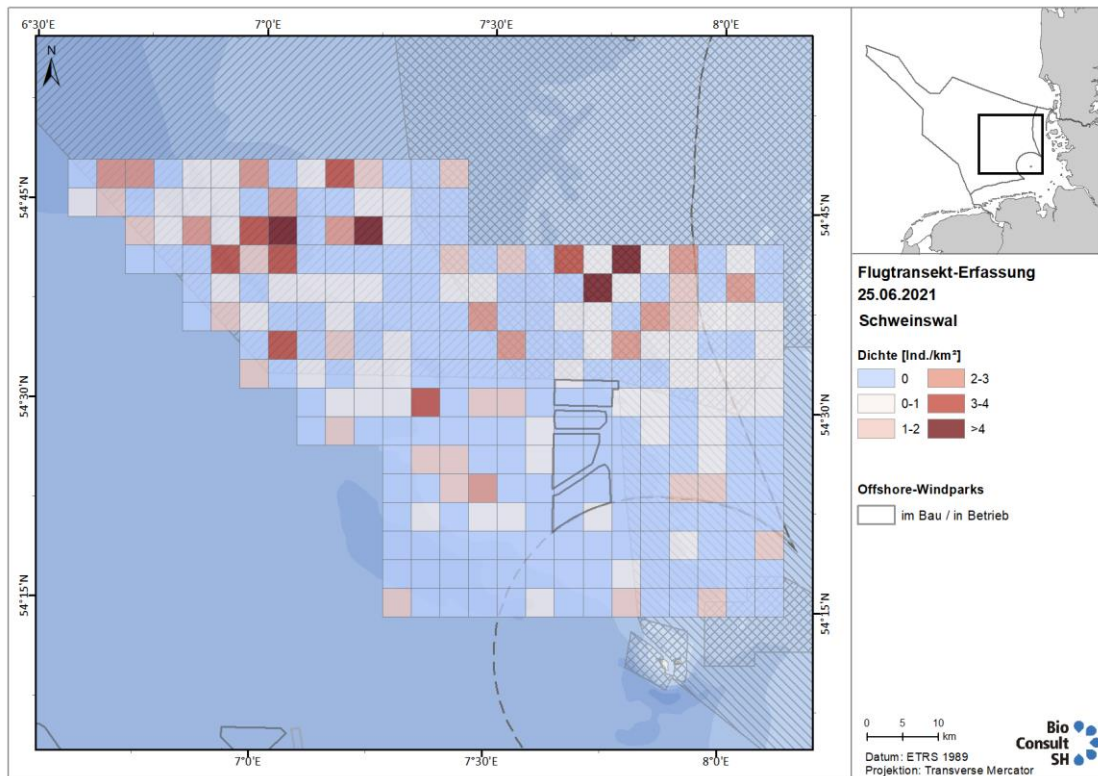 6°30'E
7°0'E
7°30'E
8°0'E
N
54°45'N
54°45'N
54°30'N
54°30'N
54°15'N
54°15'N
7°0'E
7°30'E
8°0'E
Flugtransekt-Erfassung
25.06.2021
Schweinswal
Dichte [Ind./km²]
0
2-3
0-1
3-4
1-2
>4
Offshore-Windparks
im Bau / in Betrieb
0 5 10
km
Datum: ETRS 1989
Projektion: Transverse Mercator
Bio
Consult
SH